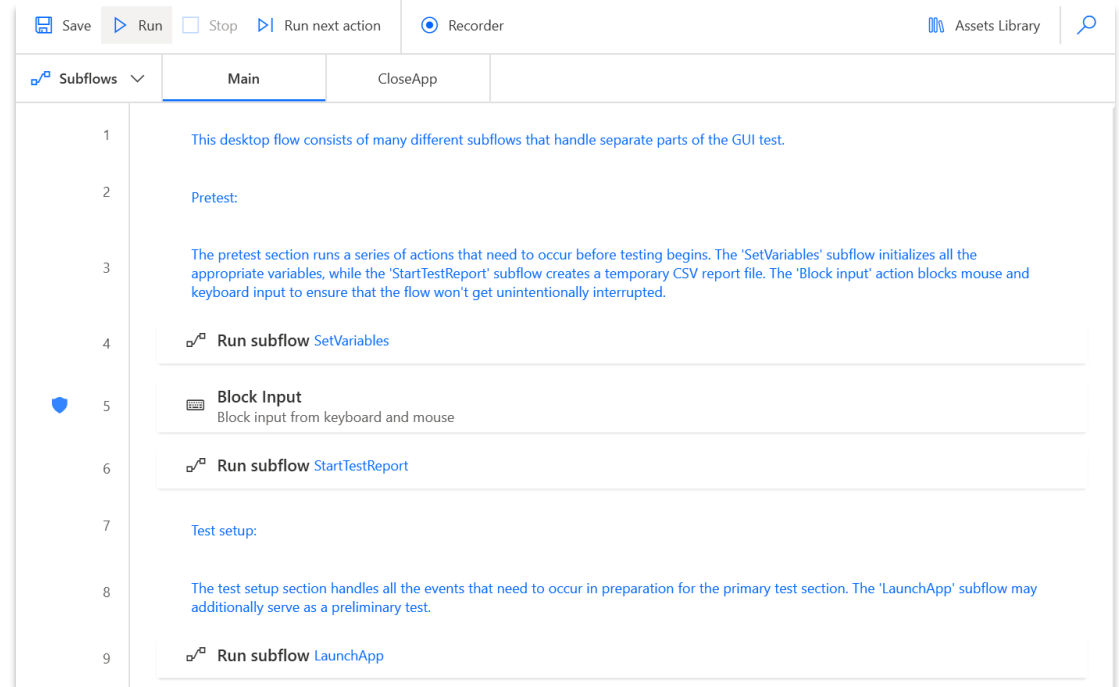 Save Run Stop Run next action Recorder Assets Library
Subflows Main CloseApp
1 This desktop flow consists of many different subflows that handle separate parts of the GUI test.
2 Pretest:
The pretest section runs a series of actions that need to occur before testing begins. The 'SetVariables' subflow initializes all the
3 appropriate variables, while the 'StartTestReport' subflow creates a temporary CSV report file. The 'Block input' action blocks mouse and
keyboard input to ensure that the flow won't get unintentionally interrupted.
4 Run subflow SetVariables
Block Input
5 Block input from keyboard and mouse
6 Run subflow StartTestReport
7 Test setup:
8 The test setup section handles all the events that need to occur in preparation for the primary test section. The 'LaunchApp' subflow may
additionally serve as a preliminary test.
9 Run subflow LaunchApp